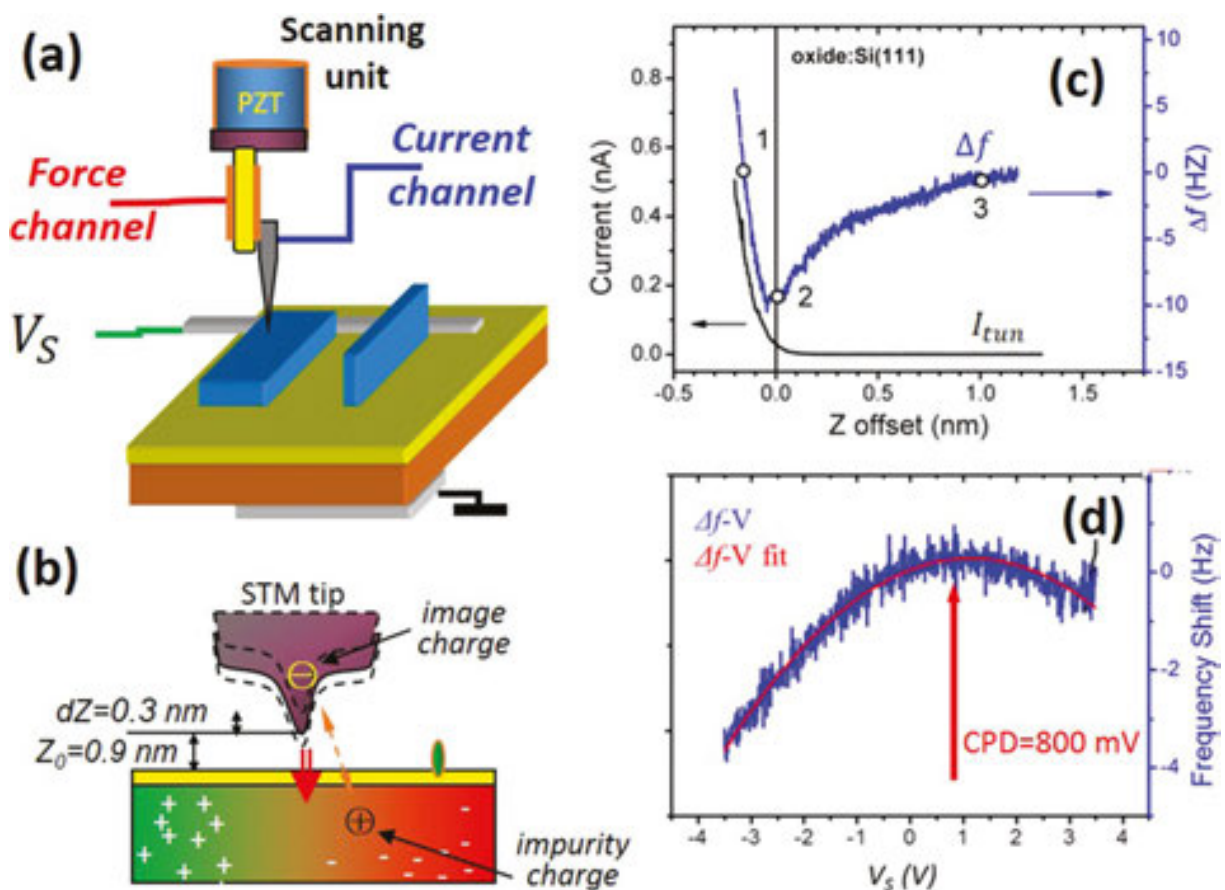 (a)
Scanning
unit
PZT
Force
channel
Current
channel
V_S
(b)
STM tip
image
charge
dZ=0.3 nm
Z_0=0.9 nm
impurity
charge
(c)
oxide:Si(111)
Current (nA)
0.8
0.6
0.4
0.2
0.0
1
2
3
Δf
I_tun
10
5
0
-5
-10
-15
Δf (HZ)
-0.5 0.0 0.5 1.0 1.5
Z offset (nm)
(d)
Δf-V
Δf-V fit
CPD=800 mV
0
-2
-4
Frequency Shift (Hz)
-4 -3 -2 -1 0 1 2 3 4
V_S (V)